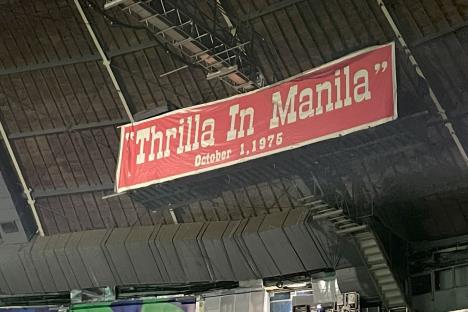 "Thrilla In Manila"
October 1,1975